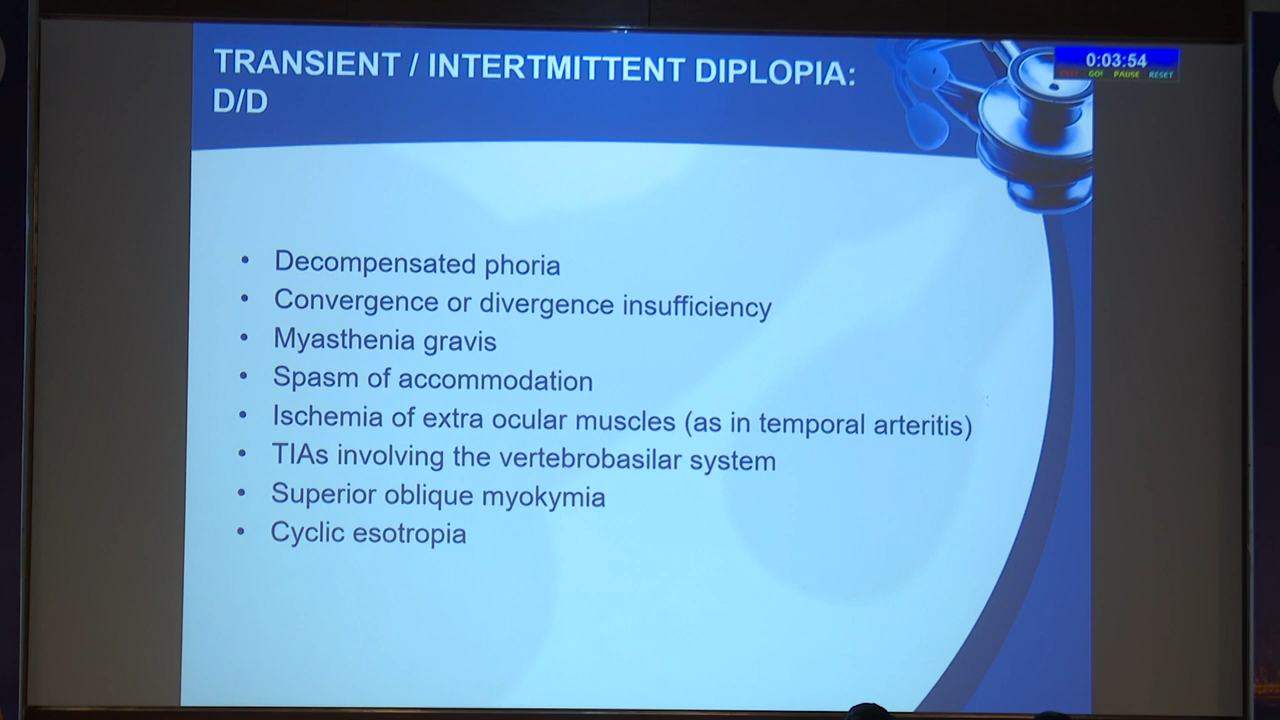 TRANSIENT / INTERTMITTENT DIPLOPIA:
D/D
0:03:54
GO! PAUSE RESET
• Decompensated phoria
• Convergence or divergence insufficiency
• Myasthenia gravis
• Spasm of accommodation
• Ischemia of extra ocular muscles (as in temporal arteritis)
• TIAs involving the vertebrobasilar system
• Superior oblique myokymia
• Cyclic esotropia